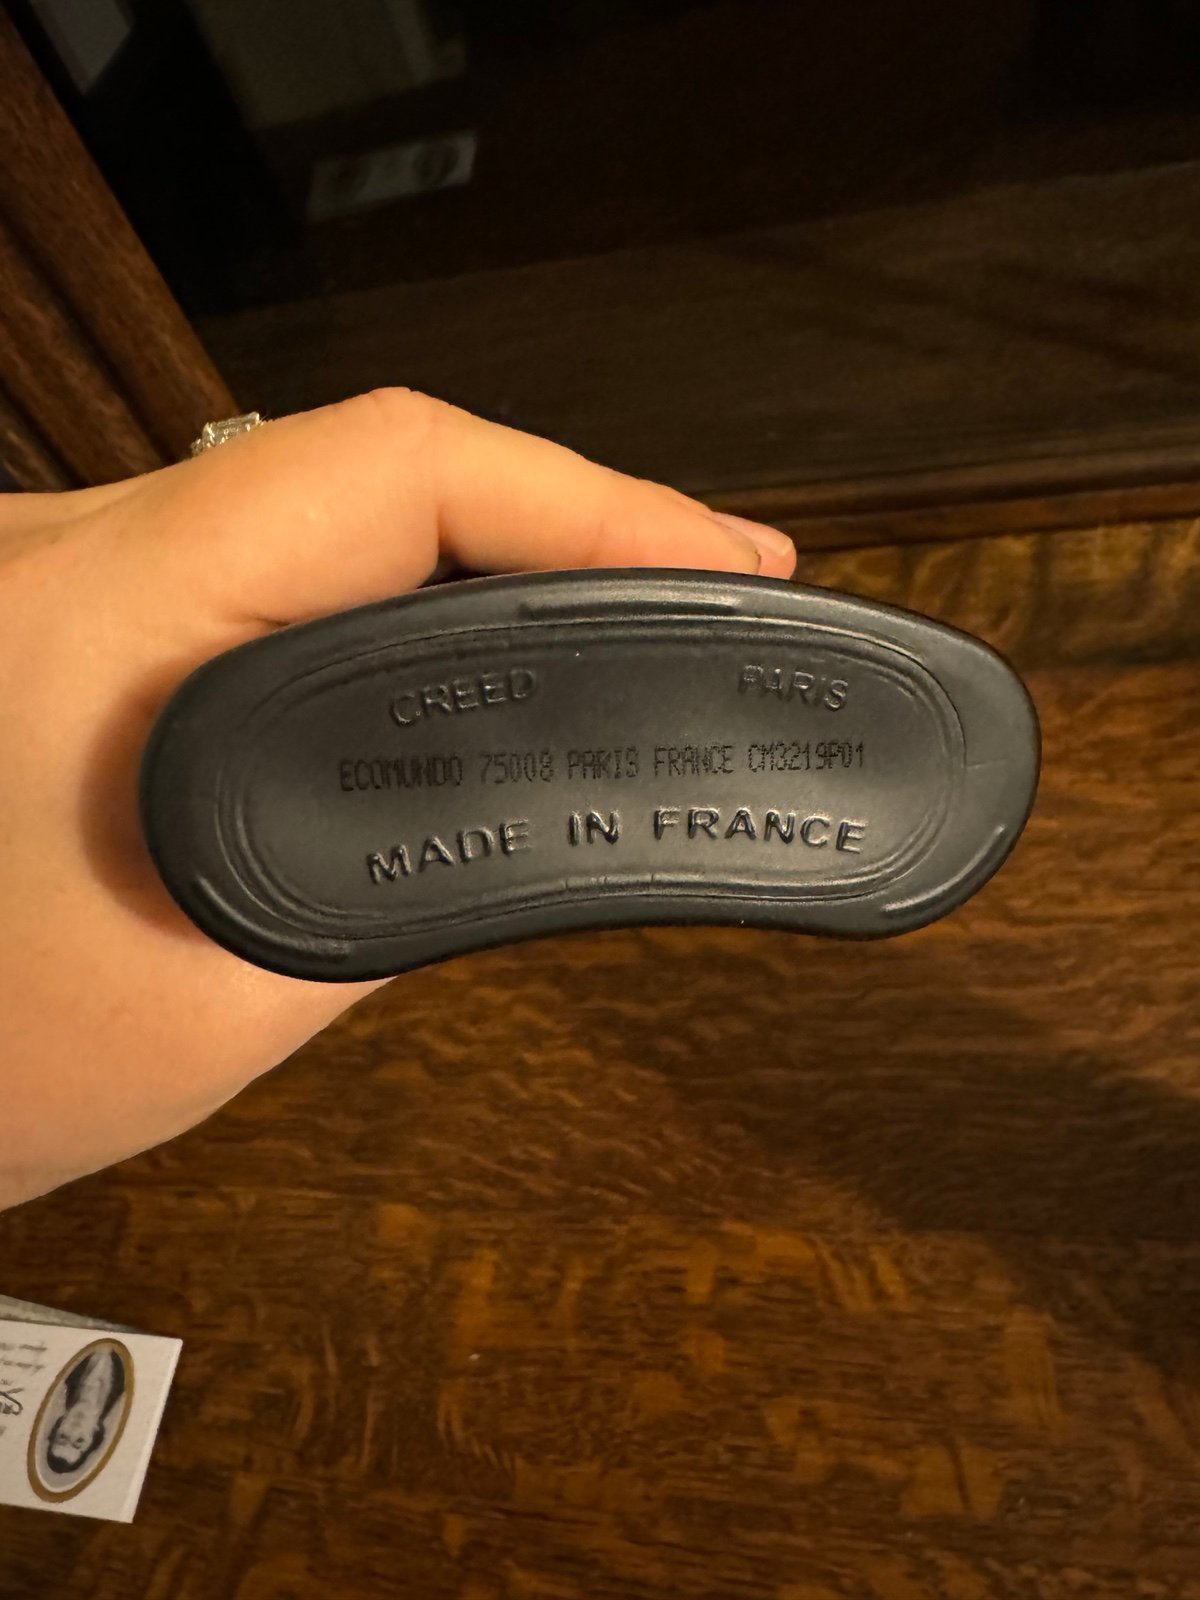 CREED PARIS
ECOMUNDO 75008 PARIS FRANCE CM3219P01
MADE IN FRANCE